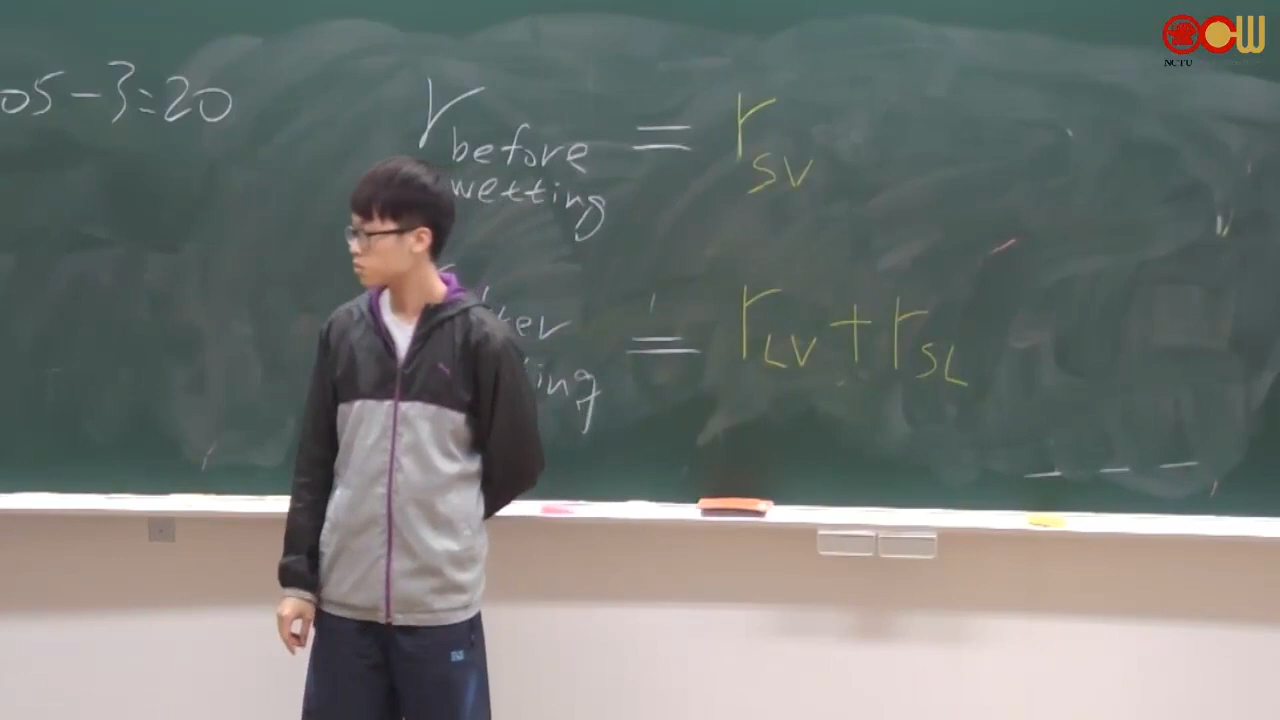 05-3=20
r before = r SV
wetting
= r LV + r SL
OCW
NCTU